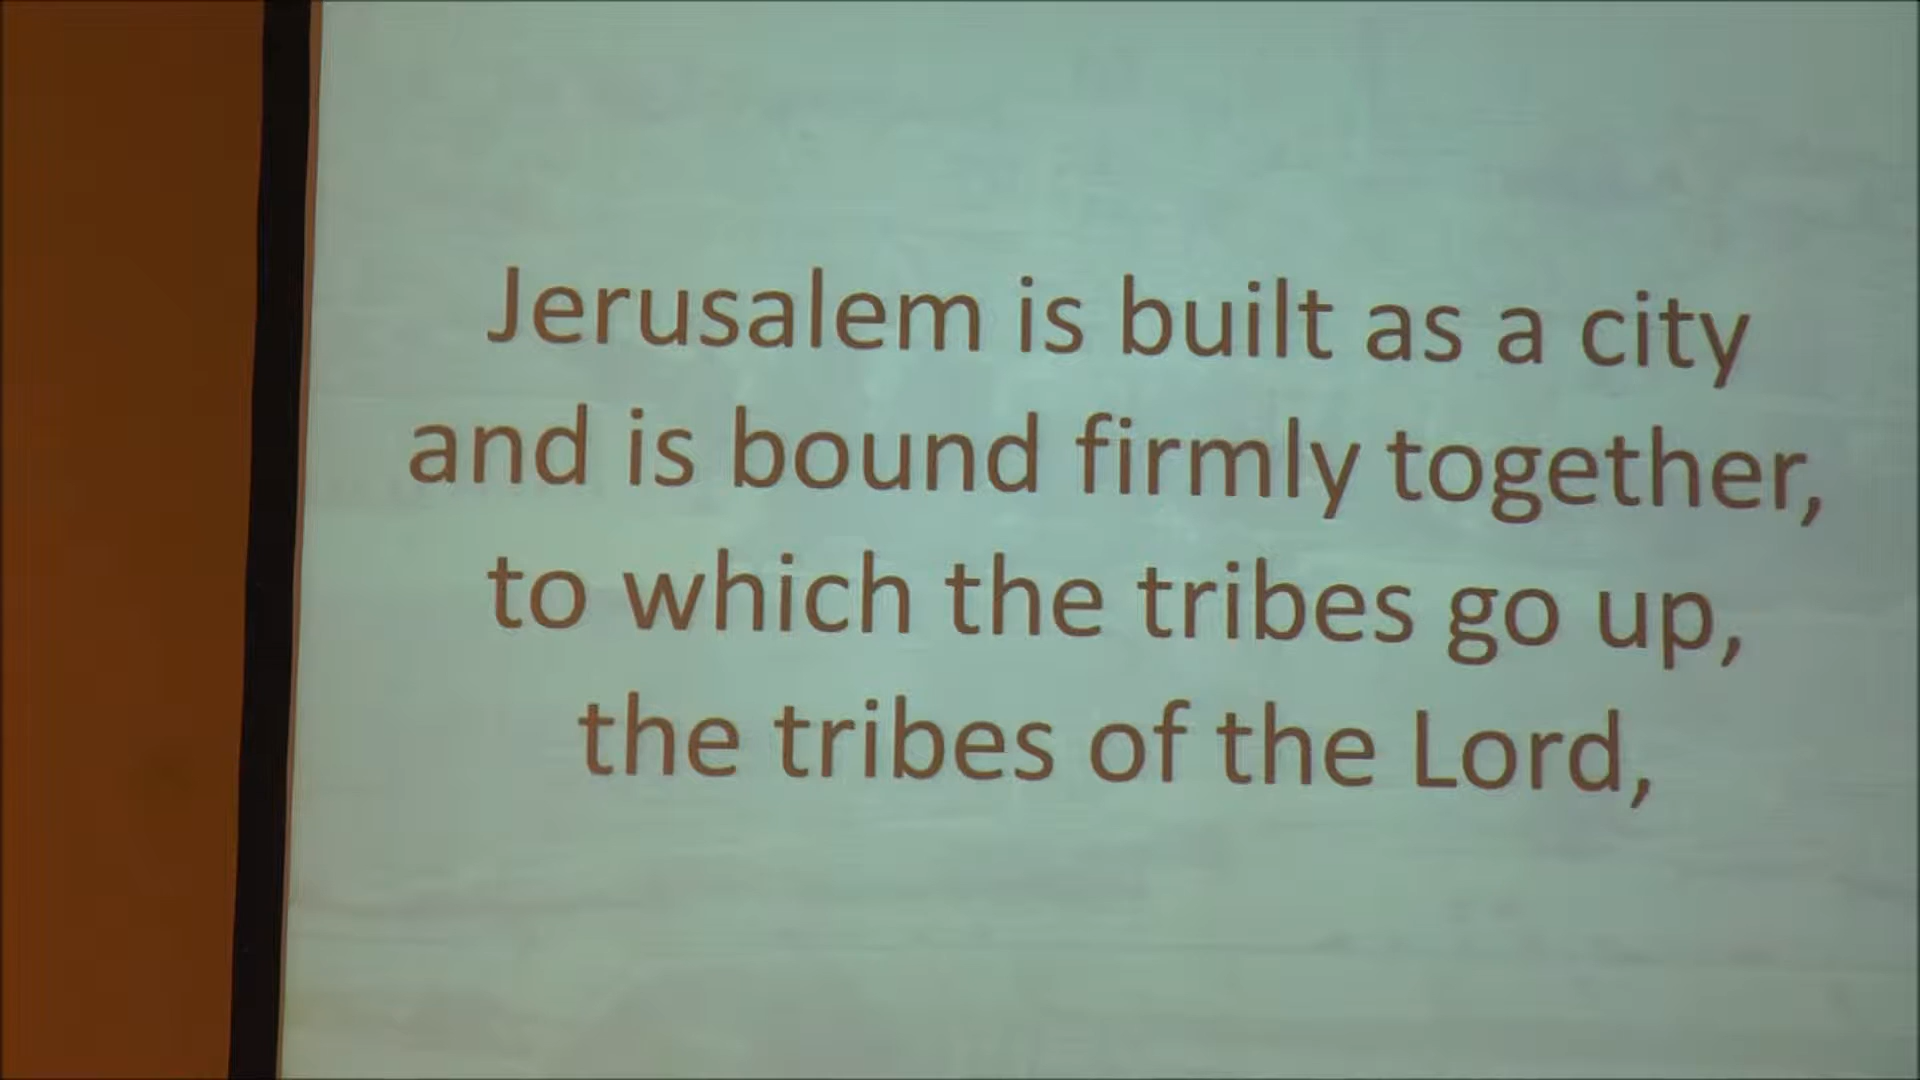 Jerusalem is built as a city
and is bound firmly together,
to which the tribes go up,
the tribes of the Lord,